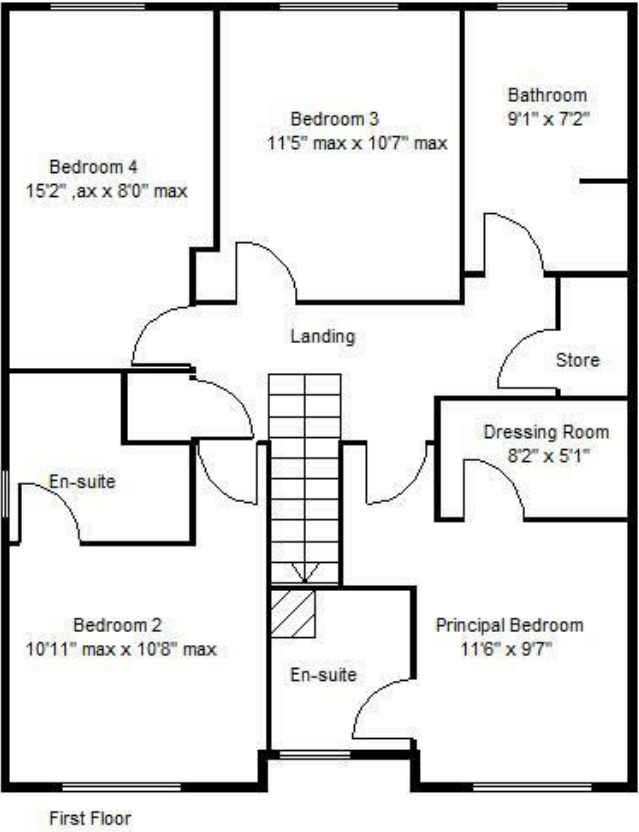 Bathroom
9'1" x 7'2"
Bedroom 3
11'5" max x 10'7" max
Bedroom 4
15'2" ,ax x 8'0" max
Landing
Store
Dressing Room
8'2" x 5'1"
En-suite
Bedroom 2
10'11" max x 10'8" max
Principal Bedroom
11'6" x 9'7"
En-suite
First Floor